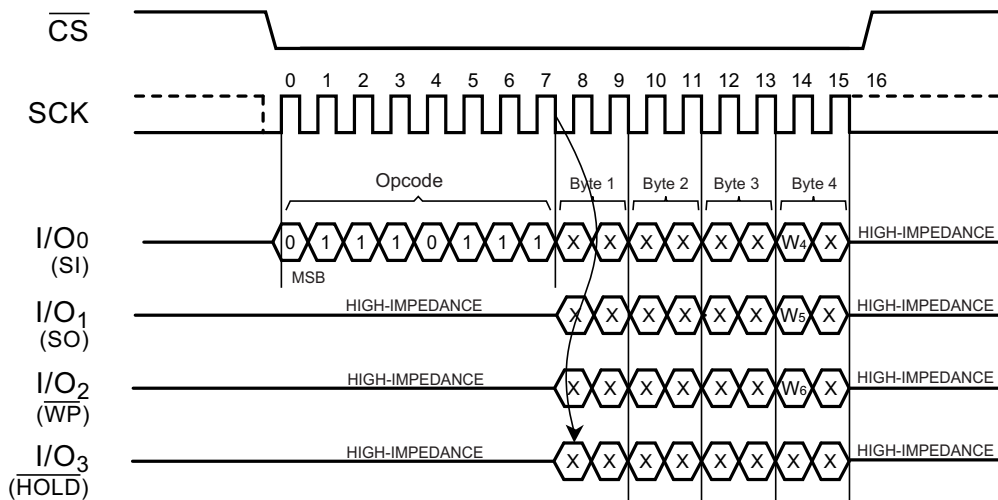 CS
0 1 2 3 4 5 6 7 8 9 10 11 12 13 14 15 16
SCK
Opcode Byte 1 Byte 2 Byte 3 Byte 4
I/O0 0 1 1 1 0 1 1 1 X X X X X X W4 X HIGH-IMPEDANCE
(SI)
MSB
I/O1 HIGH-IMPEDANCE X X X X X X W5 X HIGH-IMPEDANCE
(SO)
I/O2 HIGH-IMPEDANCE X X X X X X W6 X HIGH-IMPEDANCE
(WP)
I/O3 HIGH-IMPEDANCE X X X X X X X X HIGH-IMPEDANCE
(HOLD)